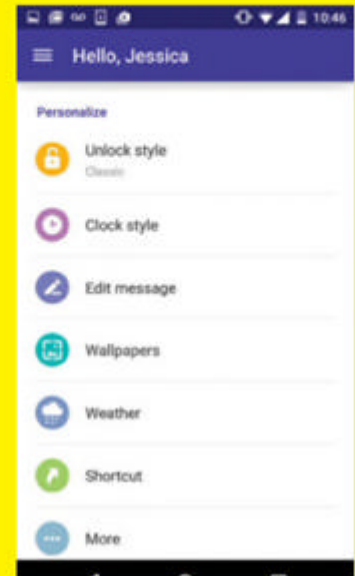 10:46
Hello, Jessica
Personalize
Unlock style
Classic
Clock style
Edit message
Wallpapers
Weather
Shortcut
More